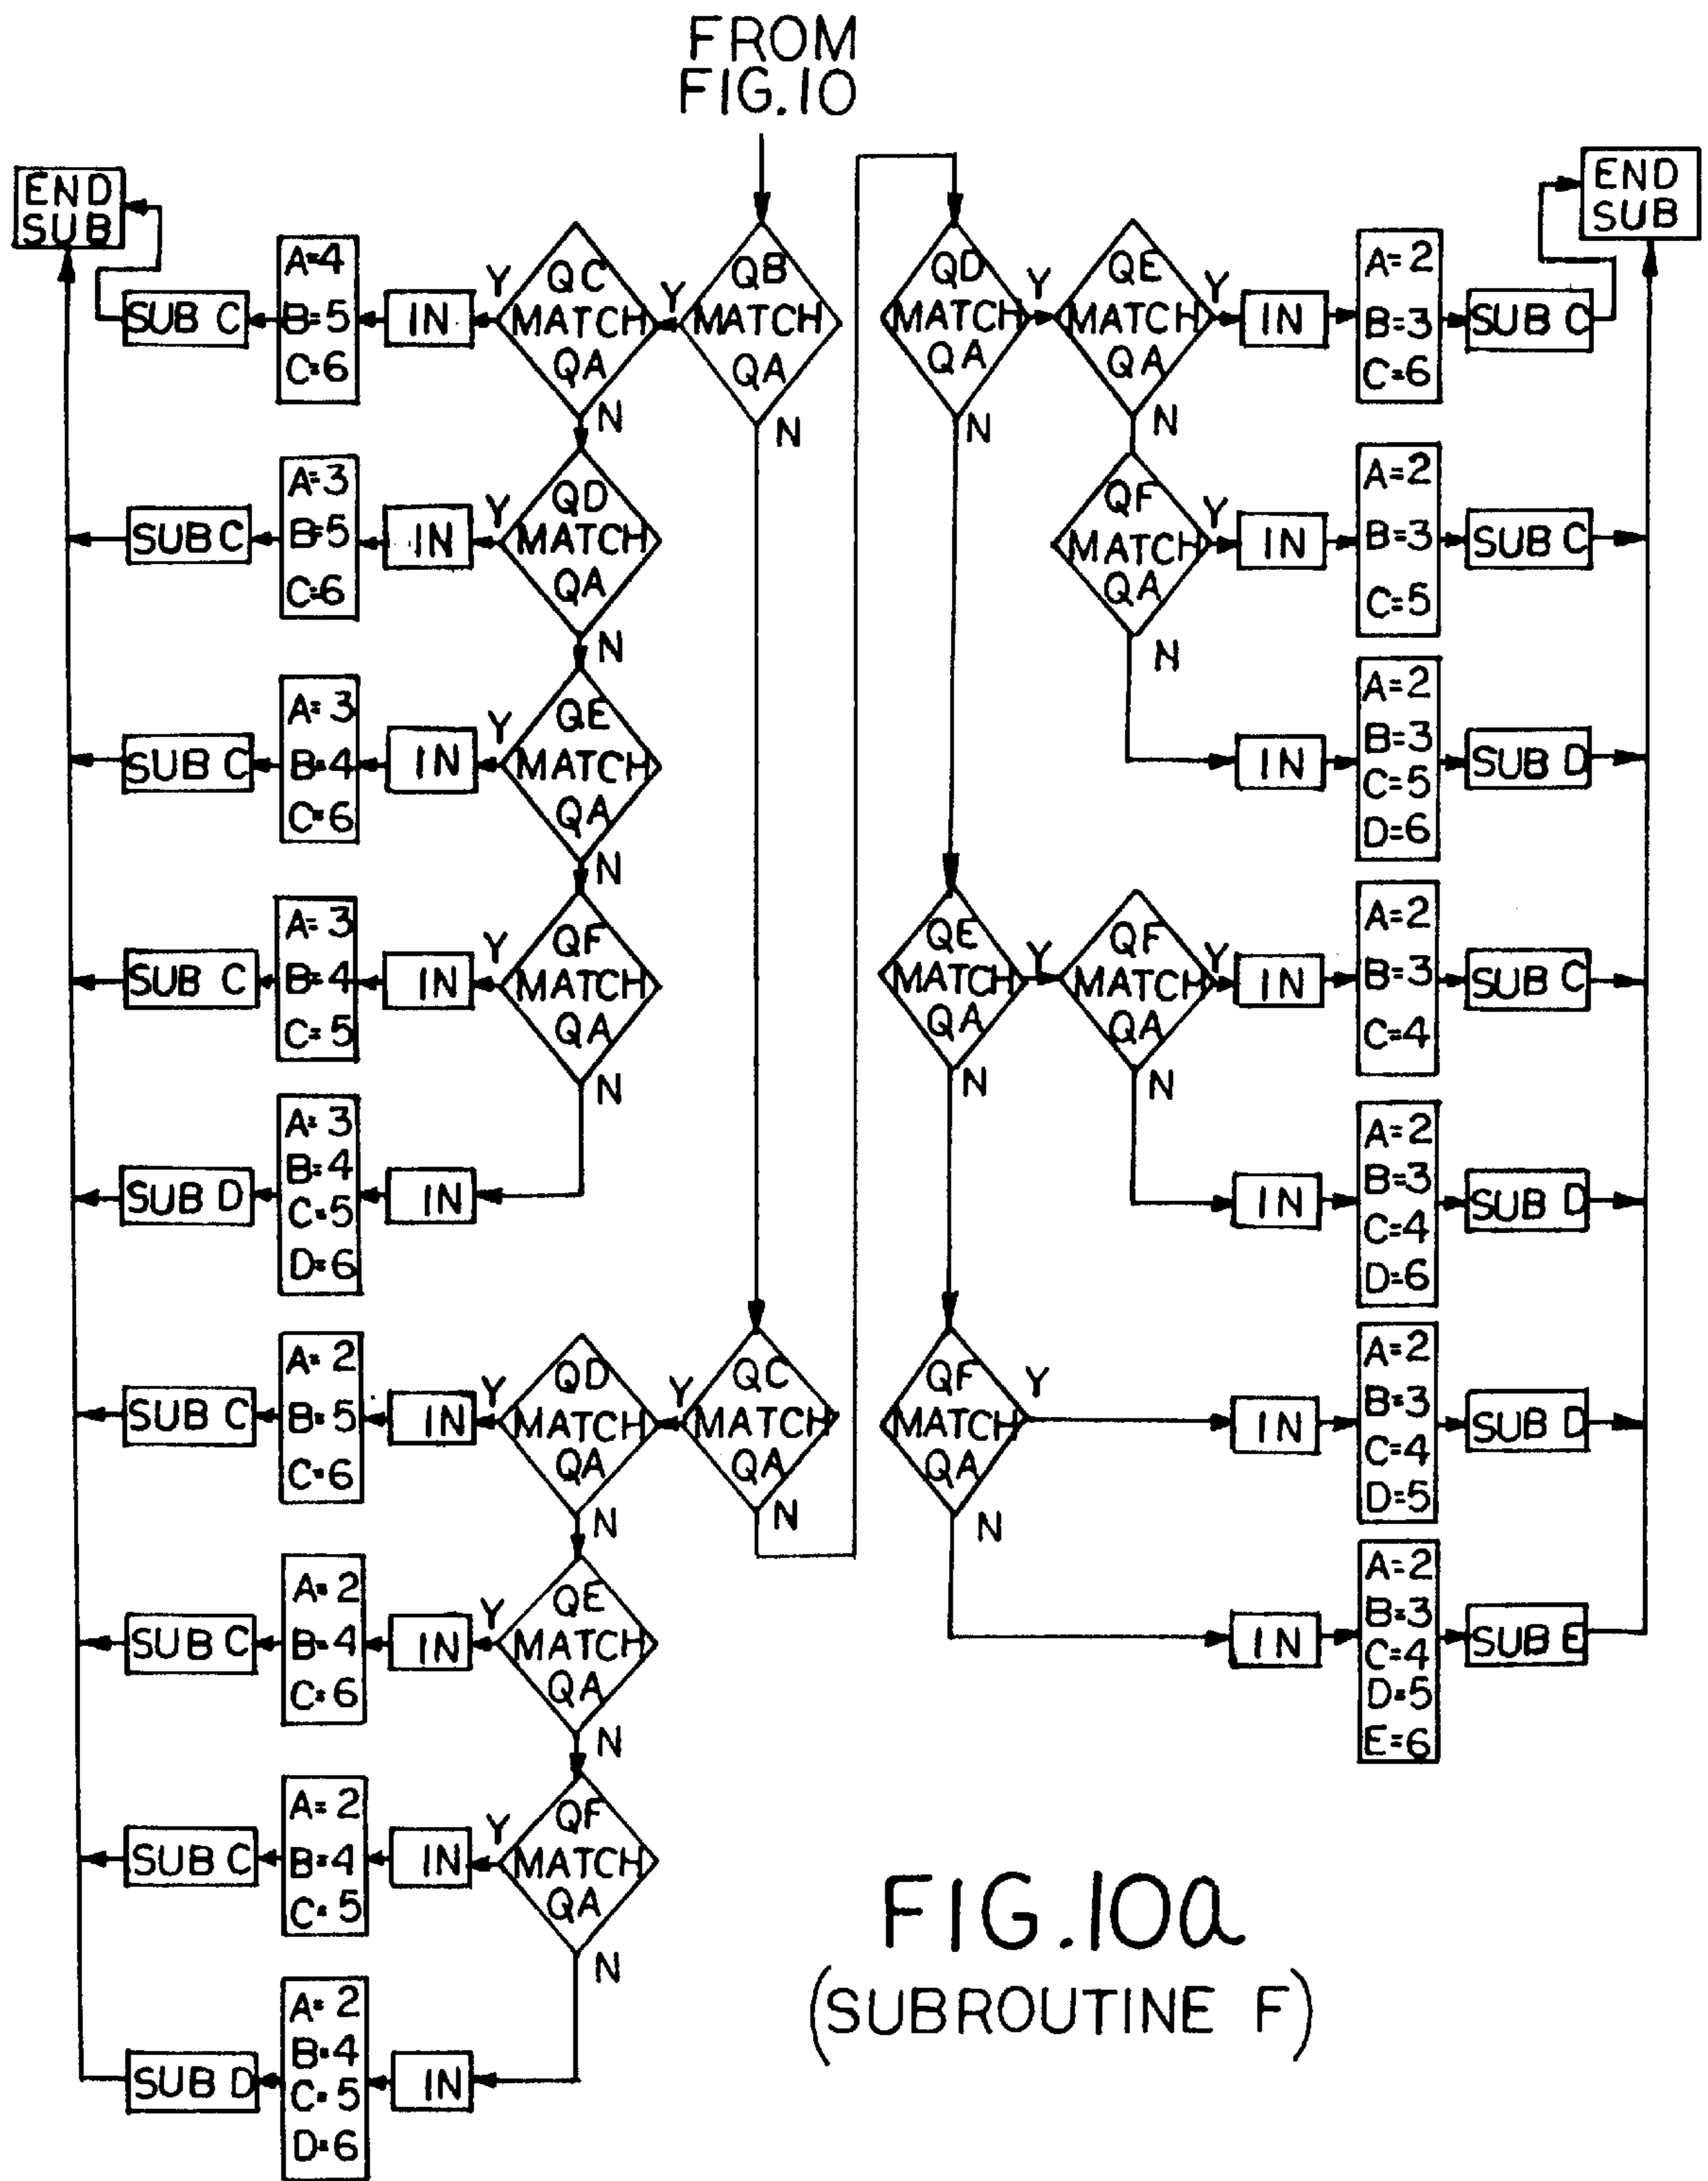 FROM
FIG.10
END
SUB
A=4
B=5
C=6
SUB C
IN
Y
QC
MATCH
QA
N
Y
QB
MATCH
QA
N
A=3
B=5
C=6
SUB C
IN
Y
QD
MATCH
QA
N
A=3
B=4
C=6
SUB C
IN
Y
QE
MATCH
QA
N
A=3
B=4
C=5
SUB C
IN
Y
QF
MATCH
QA
N
A=3
B=4
C=5
D=6
SUB D
IN
A=2
B=5
C=6
SUB C
IN
Y
QD
MATCH
QA
N
Y
QC
MATCH
QA
N
A=2
B=4
C=6
SUB C
IN
Y
QE
MATCH
QA
N
A=2
B=4
C=5
SUB C
IN
Y
QF
MATCH
QA
N
A=2
B=4
C=5
D=6
SUB D
IN
QD
MATCH
QA
Y
N
QE
MATCH
QA
Y
N
IN
A=2
B=3
C=6
SUB C
END
SUB
QF
MATCH
QA
Y
N
IN
A=2
B=3
C=5
SUB C
IN
A=2
B=3
C=5
D=6
SUB D
QE
MATCH
QA
Y
N
QF
MATCH
QA
Y
N
IN
A=2
B=3
C=4
SUB C
IN
A=2
B=3
C=4
D=6
SUB D
QF
MATCH
QA
Y
N
IN
A=2
B=3
C=4
D=5
SUB D
IN
A=2
B=3
C=4
D=5
E=6
SUB E
FIG.10a
(SUBROUTINE F)